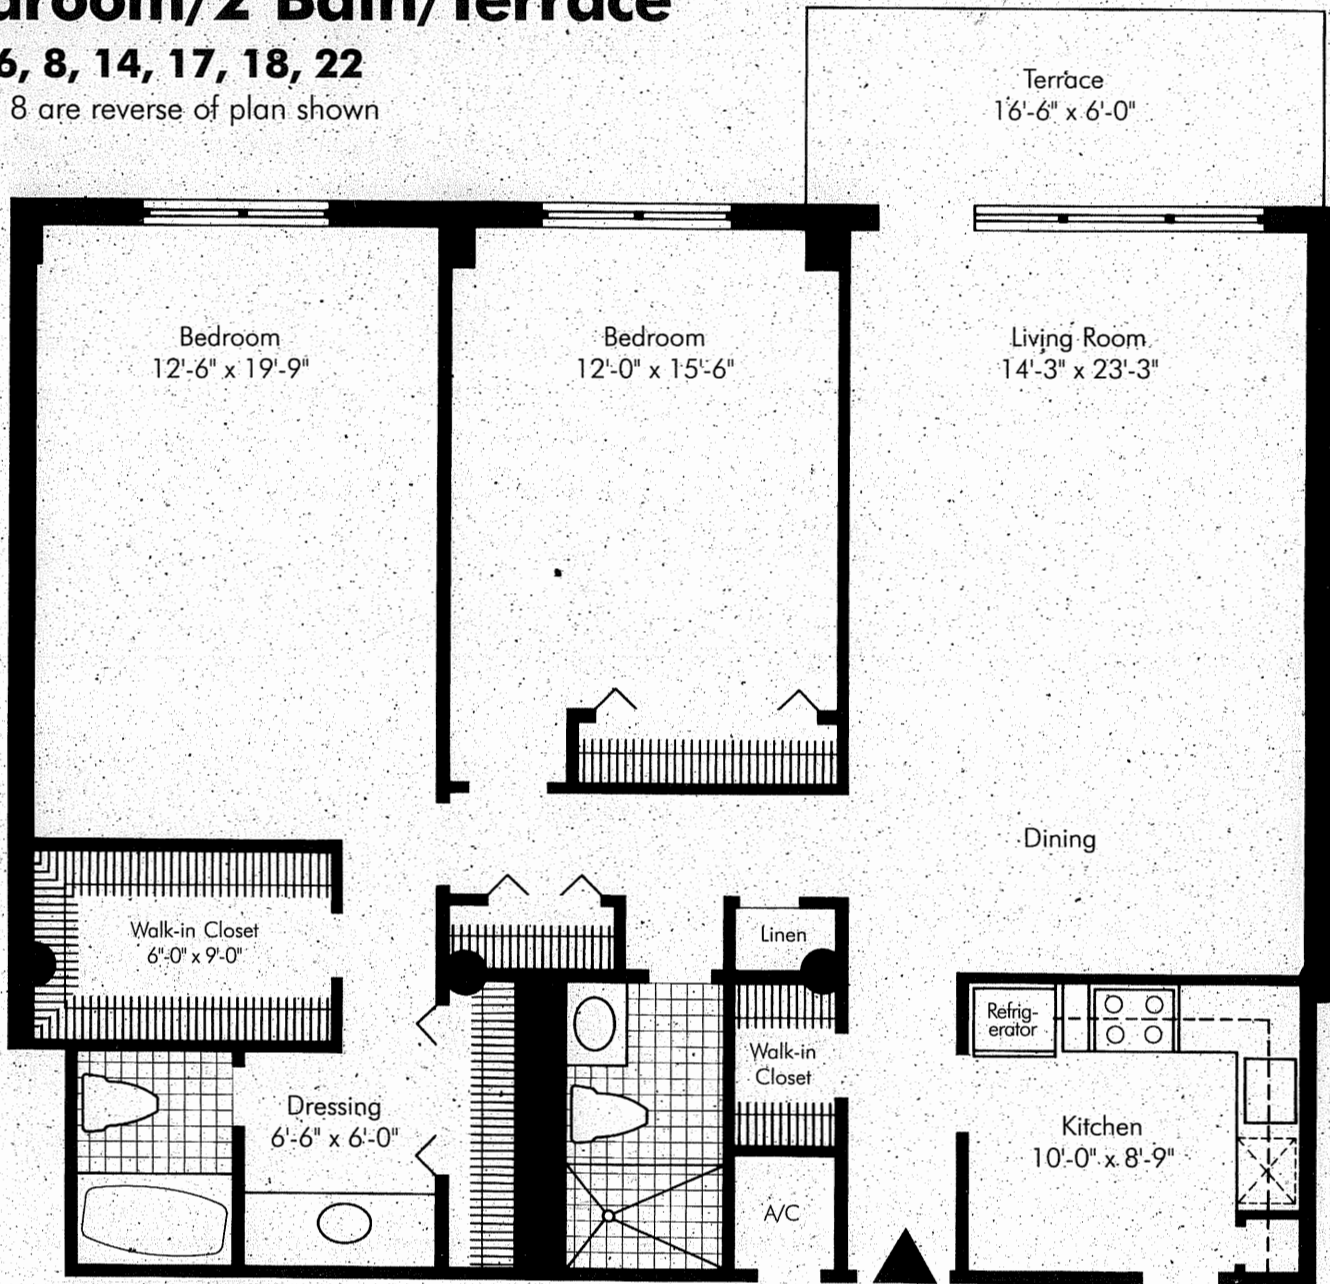 2 Bath/Terrace
6, 8, 14, 17, 18, 22
8 are reverse of plan shown
Terrace
16'-6" x 6'-0"
Bedroom
12'-6" x 19'-9"
Bedroom
12'-0" x 15'-6"
Living Room
14'-3" x 23'-3"
Dining
Walk-in Closet
6"-0" x 9'-0"
Linen
Refrig-
erator
Walk-in
Closet
Dressing
6'-6" x 6'-0"
Kitchen
10'-0" x 8'-9"
A/C